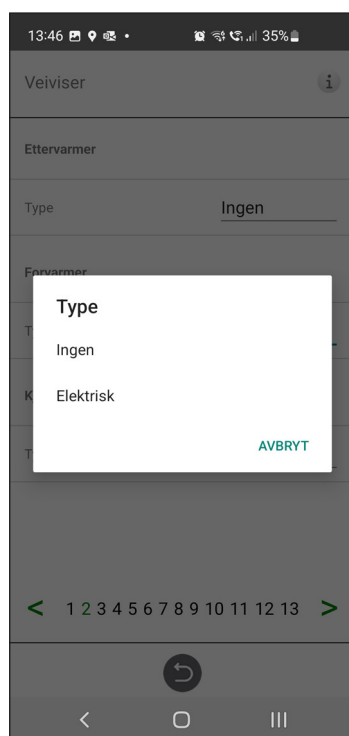 13:46 35%
Veiviser i
Ettervarmer
Type Ingen
Forvarmer
Type
Ingen
Elektrisk
AVBRYT
< 1 2 3 4 5 6 7 8 9 10 11 12 13 >